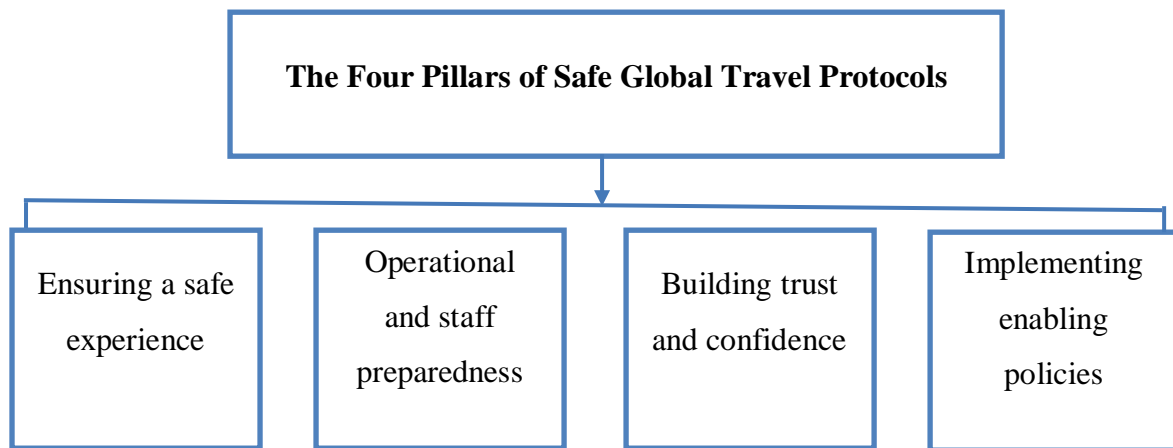 The Four Pillars of Safe Global Travel Protocols
Ensuring a safe
experience
Operational
and staff
preparedness
Building trust
and confidence
Implementing
enabling
policies